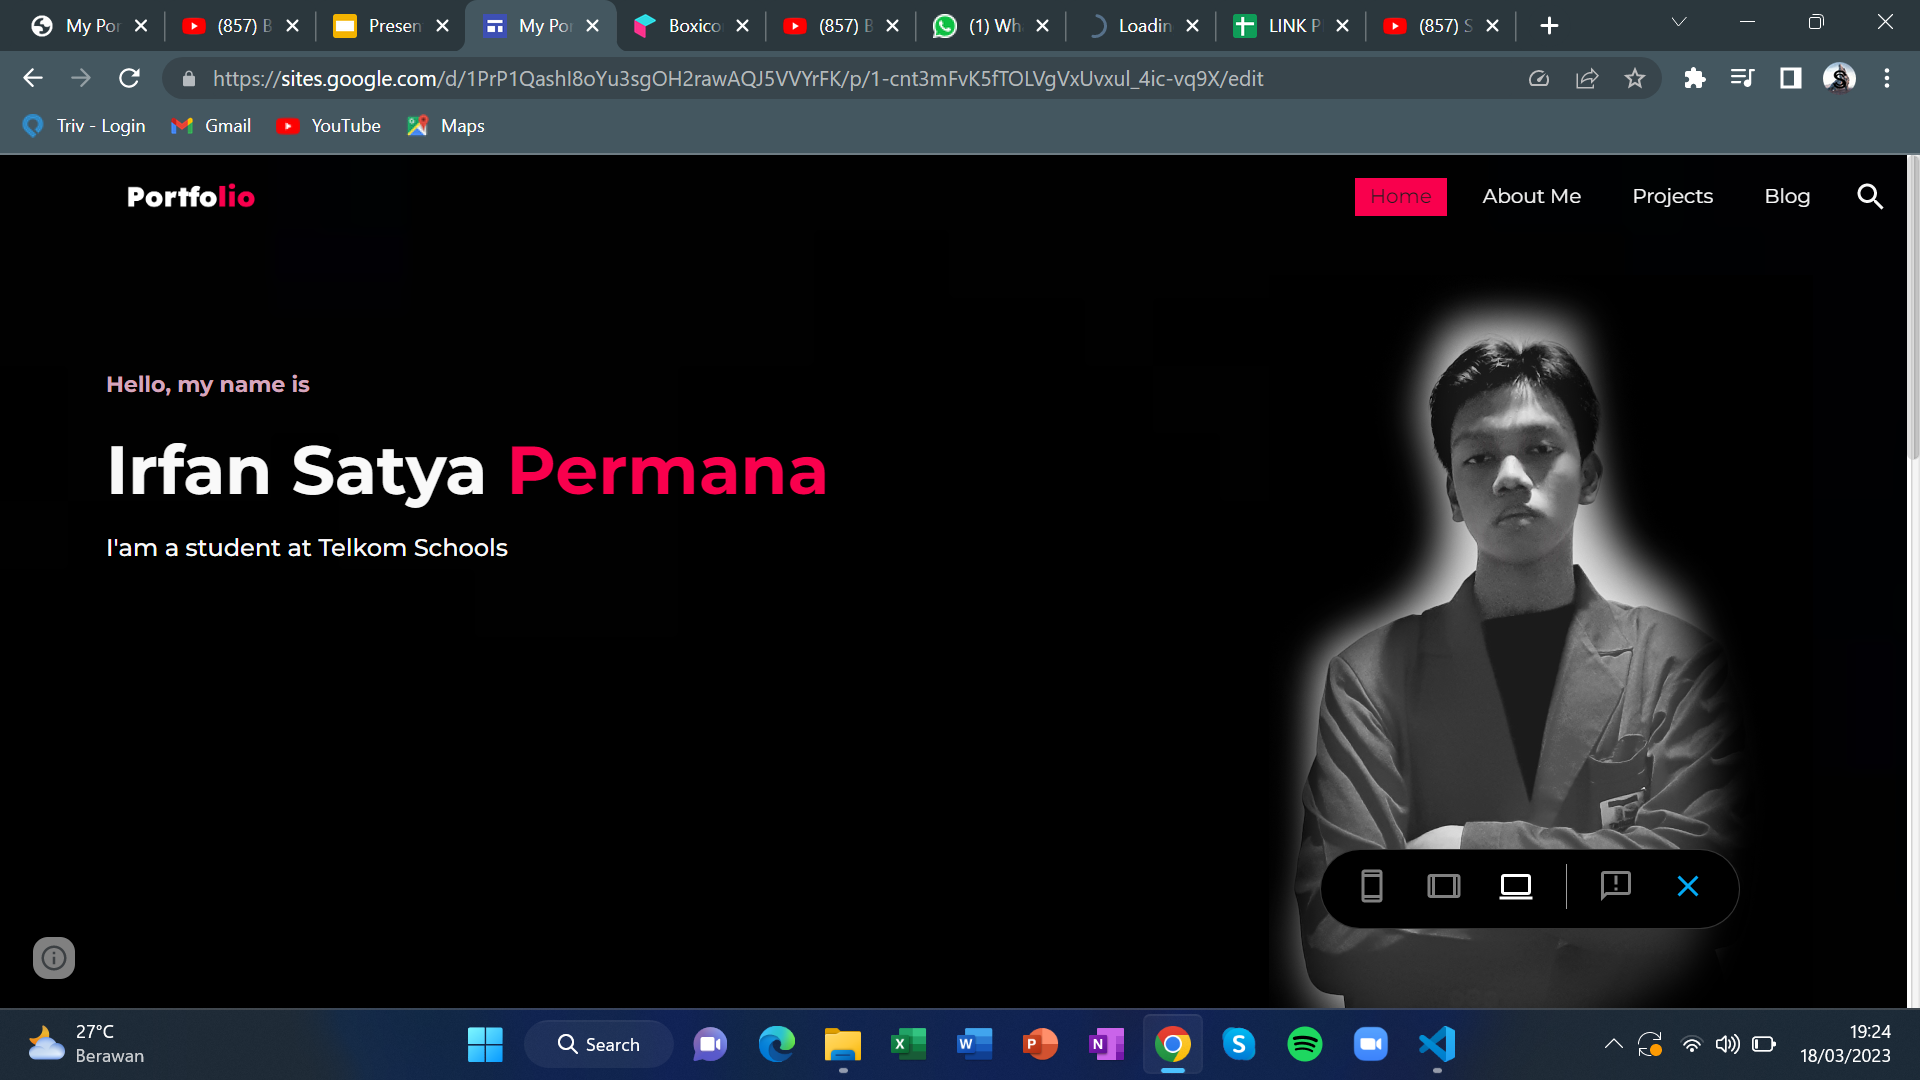 My Por
(857) B
Presen
My Por
Boxico
(857) B
(1) Wh
Loadin
LINK P
(857) S
https://sites.google.com/d/1PrP1QashI8oYu3sgOH2rawAQJ5VVYrFK/p/1-cnt3mFvK5fTOLVgVxUvxul_4ic-vq9X/edit
Triv - Login
Gmail
YouTube
Maps
Portfolio
Home
About Me
Projects
Blog
Hello, my name is
Irfan Satya Permana
I'am a student at Telkom Schools
27°C
Berawan
Search
19:24
18/03/2023